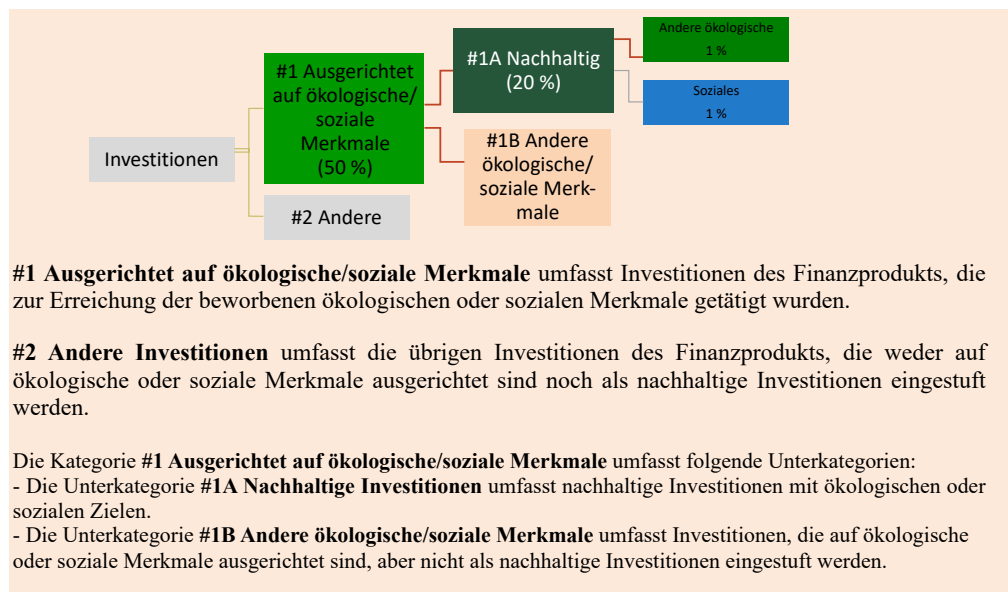 Andere ökologische
1 %
#1A Nachhaltig
(20 %)
#1 Ausgerichtet
auf ökologische/
soziale
Merkmale
(50 %)
Soziales
1 %
#1B Andere
ökologische/
soziale Merk-
male
Investitionen
#2 Andere
#1 Ausgerichtet auf ökologische/soziale Merkmale umfasst Investitionen des Finanzprodukts, die
zur Erreichung der beworbenen ökologischen oder sozialen Merkmale getätigt wurden.
#2 Andere Investitionen umfasst die übrigen Investitionen des Finanzprodukts, die weder auf
ökologische oder soziale Merkmale ausgerichtet sind noch als nachhaltige Investitionen eingestuft
werden.
Die Kategorie #1 Ausgerichtet auf ökologische/soziale Merkmale umfasst folgende Unterkategorien:
- Die Unterkategorie #1A Nachhaltige Investitionen umfasst nachhaltige Investitionen mit ökologischen oder
sozialen Zielen.
- Die Unterkategorie #1B Andere ökologische/soziale Merkmale umfasst Investitionen, die auf ökologische
oder soziale Merkmale ausgerichtet sind, aber nicht als nachhaltige Investitionen eingestuft werden.